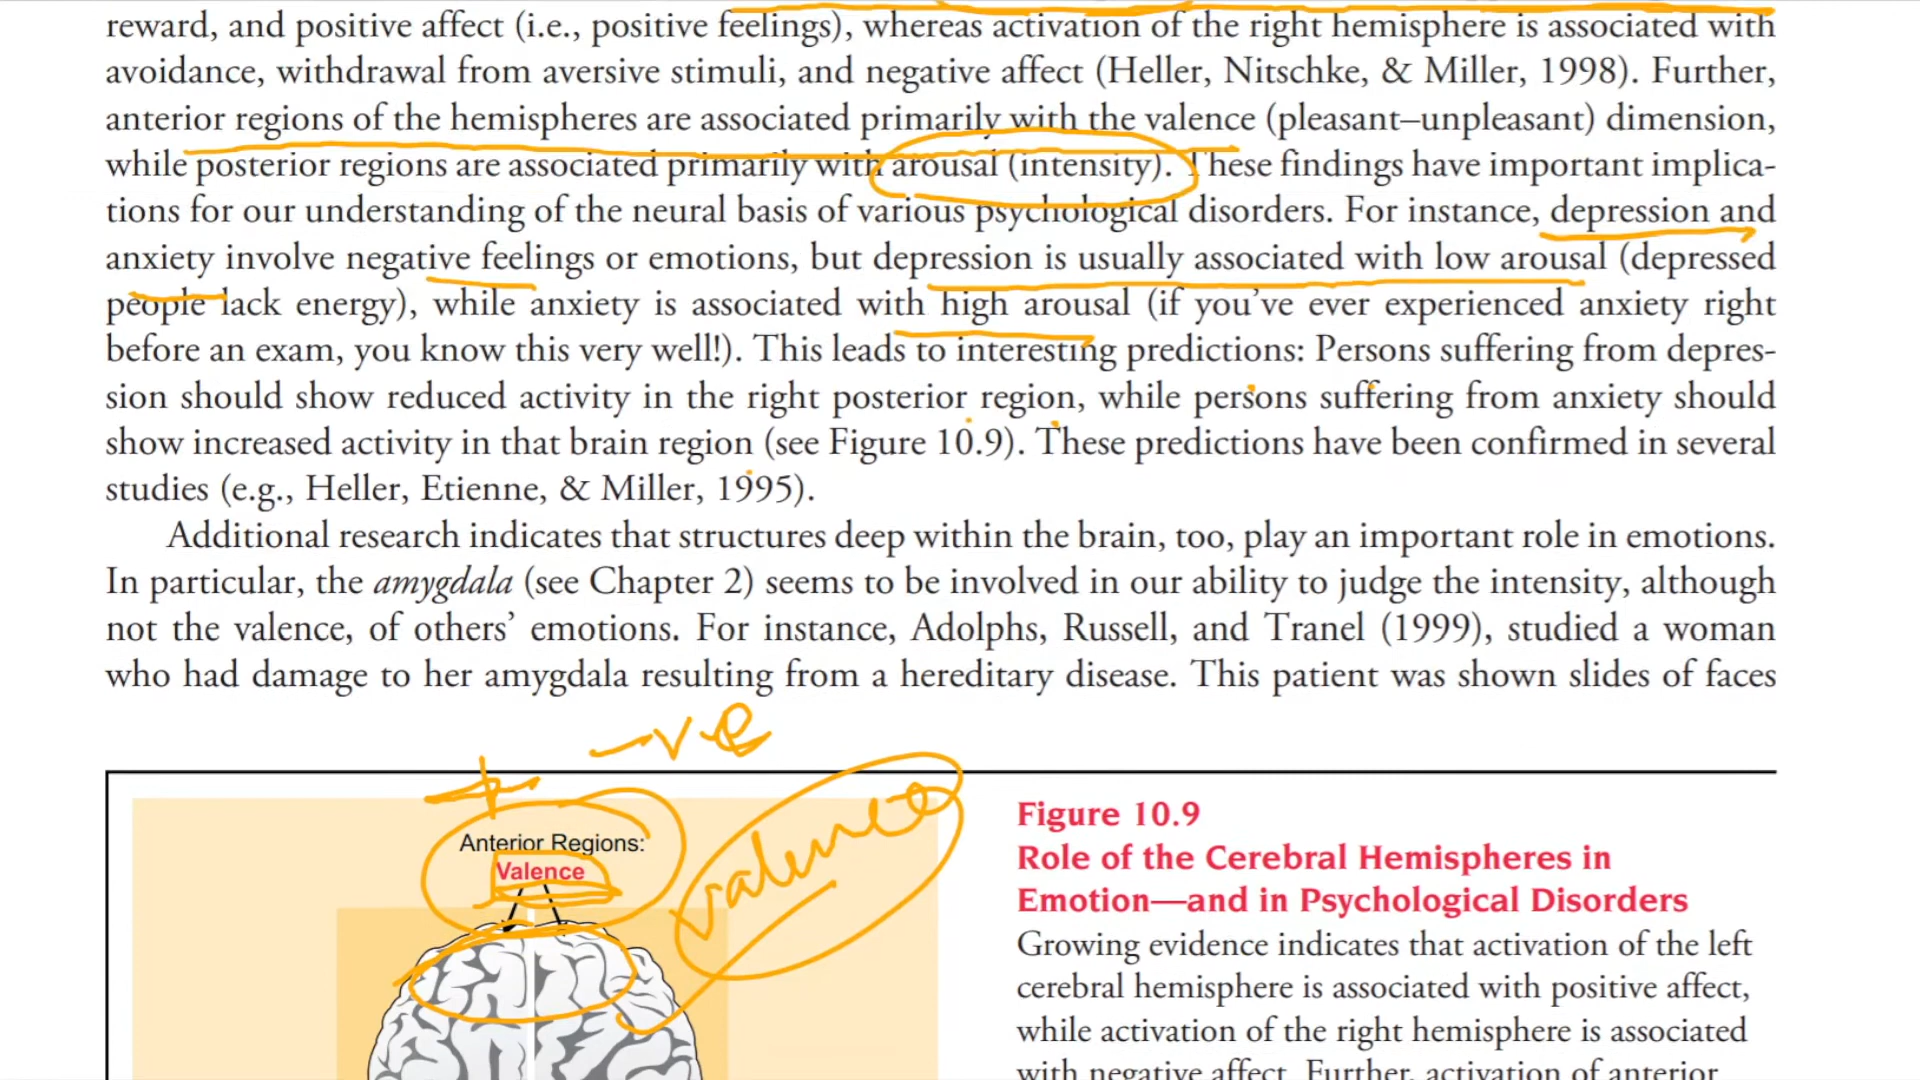 reward, and positive affect (i.e., positive feelings), whereas activation of the right hemisphere is associated with
avoidance, withdrawal from aversive stimuli, and negative affect (Heller, Nitschke, & Miller, 1998). Further,
anterior regions of the hemispheres are associated primarily with the valence (pleasant–unpleasant) dimension,
while posterior regions are associated primarily with arousal (intensity). These findings have important implica-
tions for our understanding of the neural basis of various psychological disorders. For instance, depression and
anxiety involve negative feelings or emotions, but depression is usually associated with low arousal (depressed
people lack energy), while anxiety is associated with high arousal (if you’ve ever experienced anxiety right
before an exam, you know this very well!). This leads to interesting predictions: Persons suffering from depres-
sion should show reduced activity in the right posterior region, while persons suffering from anxiety should
show increased activity in that brain region (see Figure 10.9). These predictions have been confirmed in several
studies (e.g., Heller, Etienne, & Miller, 1995).
Additional research indicates that structures deep within the brain, too, play an important role in emotions.
In particular, the amygdala (see Chapter 2) seems to be involved in our ability to judge the intensity, although
not the valence, of others’ emotions. For instance, Adolphs, Russell, and Tranel (1999), studied a woman
who had damage to her amygdala resulting from a hereditary disease. This patient was shown slides of faces
+ -ve
Anterior Regions:
Valence
valence
Figure 10.9
Role of the Cerebral Hemispheres in
Emotion—and in Psychological Disorders
Growing evidence indicates that activation of the left
cerebral hemisphere is associated with positive affect,
while activation of the right hemisphere is associated
with negative affect. Further, activation of anterior